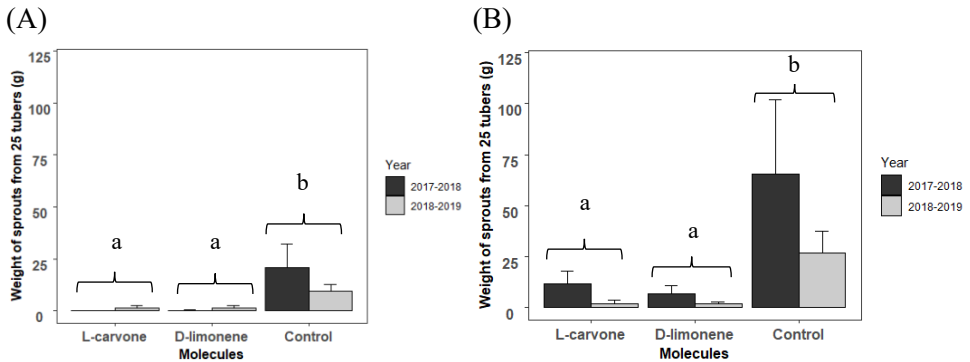 (A)
Weight of sprouts from 25 tubers (g)
125
100
75
50
25
0
a
a
b
L-carvone
D-limonene
Control
Molecules
Year
2017-2018
2018-2019
(B)
Weight of sprouts from 25 tubers (g)
125
100
75
50
25
0
a
a
b
L-carvone
D-limonene
Control
Molecules
Year
2017-2018
2018-2019